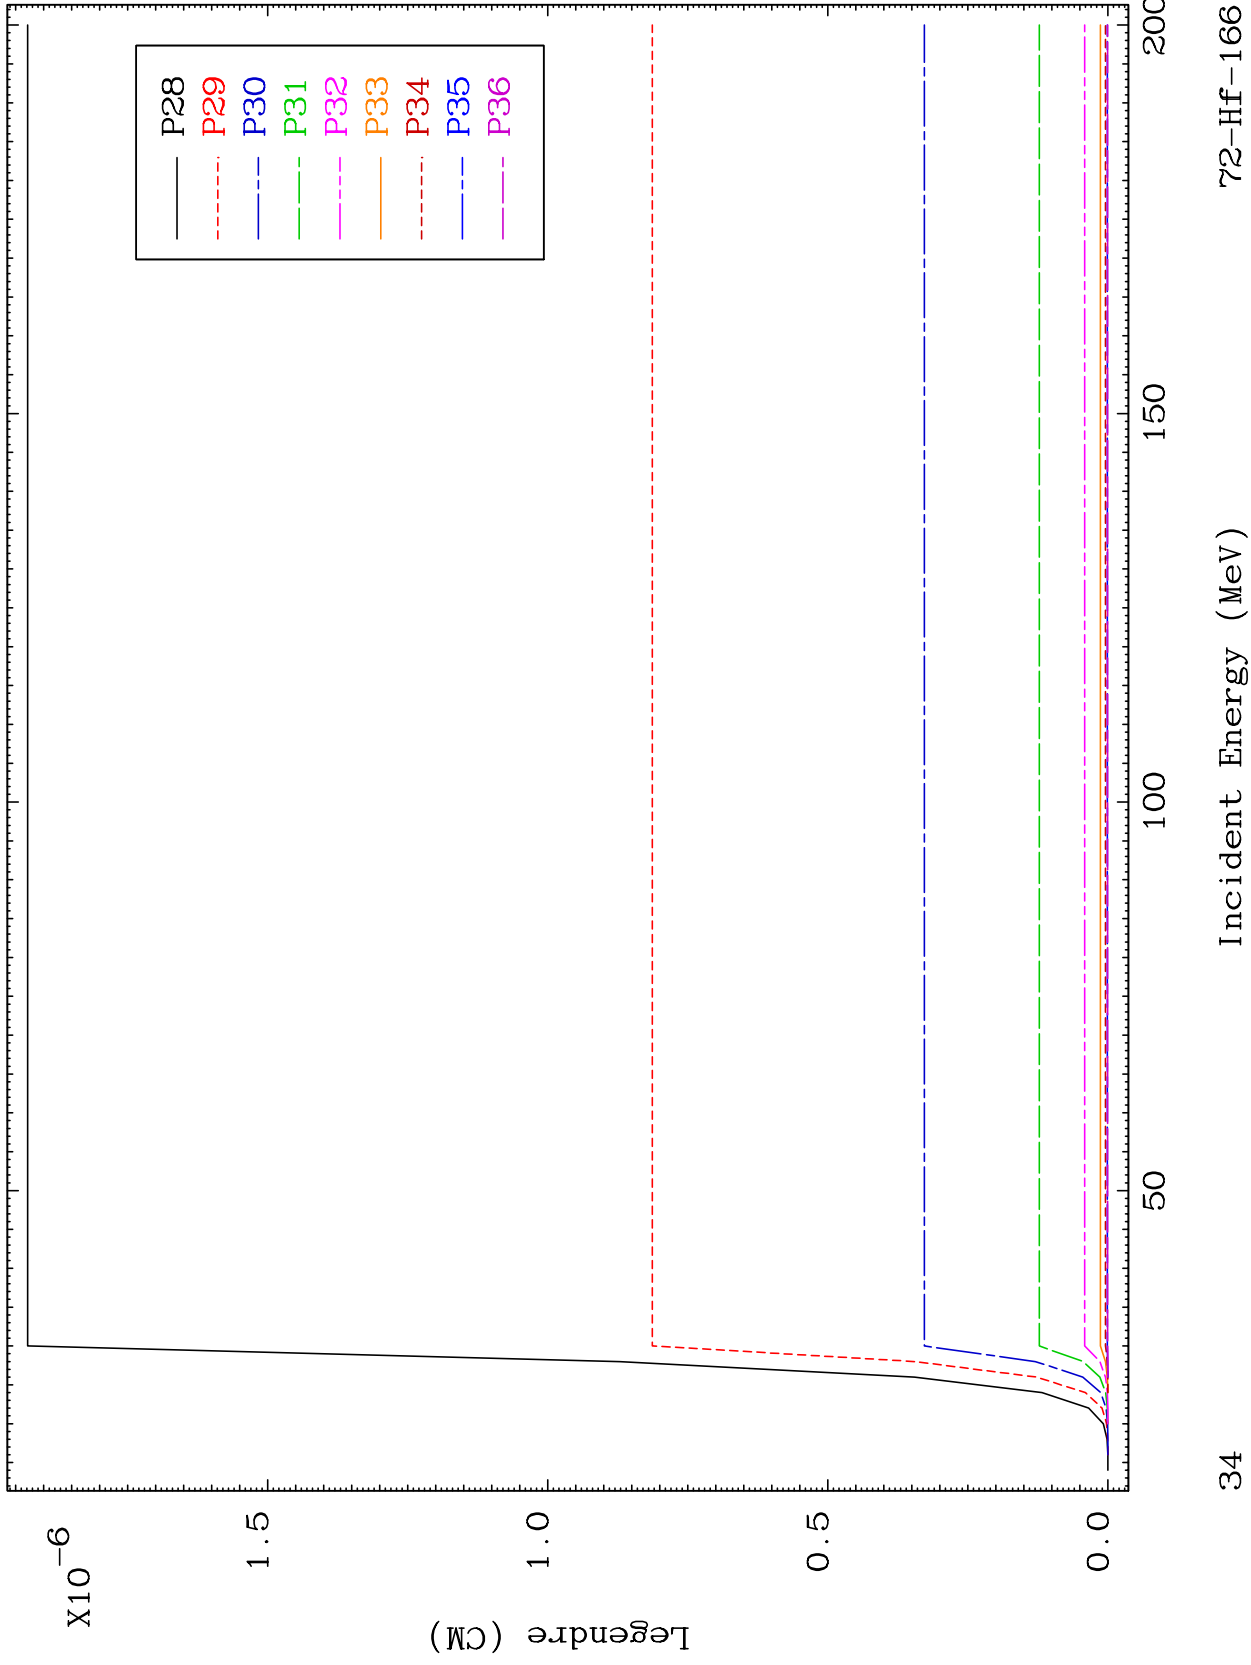 X10-6
Legendre (CM)
1.5
1.0
0.5
0.0
P28
P29
P30
P31
P32
P33
P34
P35
P36
50
100
150
200
34
Incident Energy (MeV)
72-Hf-166